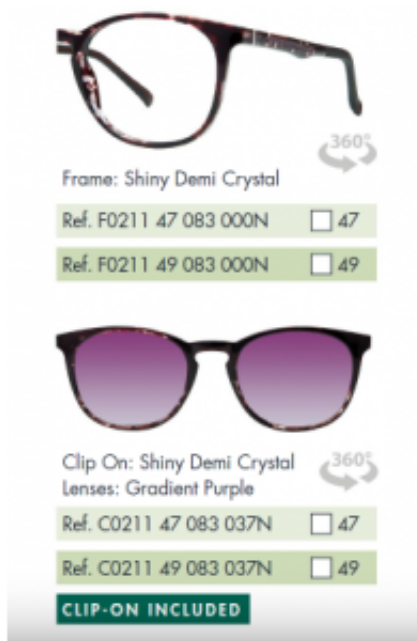 360°
Frame: Shiny Demi Crystal
Ref. F0211 47 083 000N 47
Ref. F0211 49 083 000N 49
360°
Clip On: Shiny Demi Crystal
Lenses: Gradient Purple
Ref. C0211 47 083 037N 47
Ref. C0211 49 083 037N 49
CLIP-ON INCLUDED